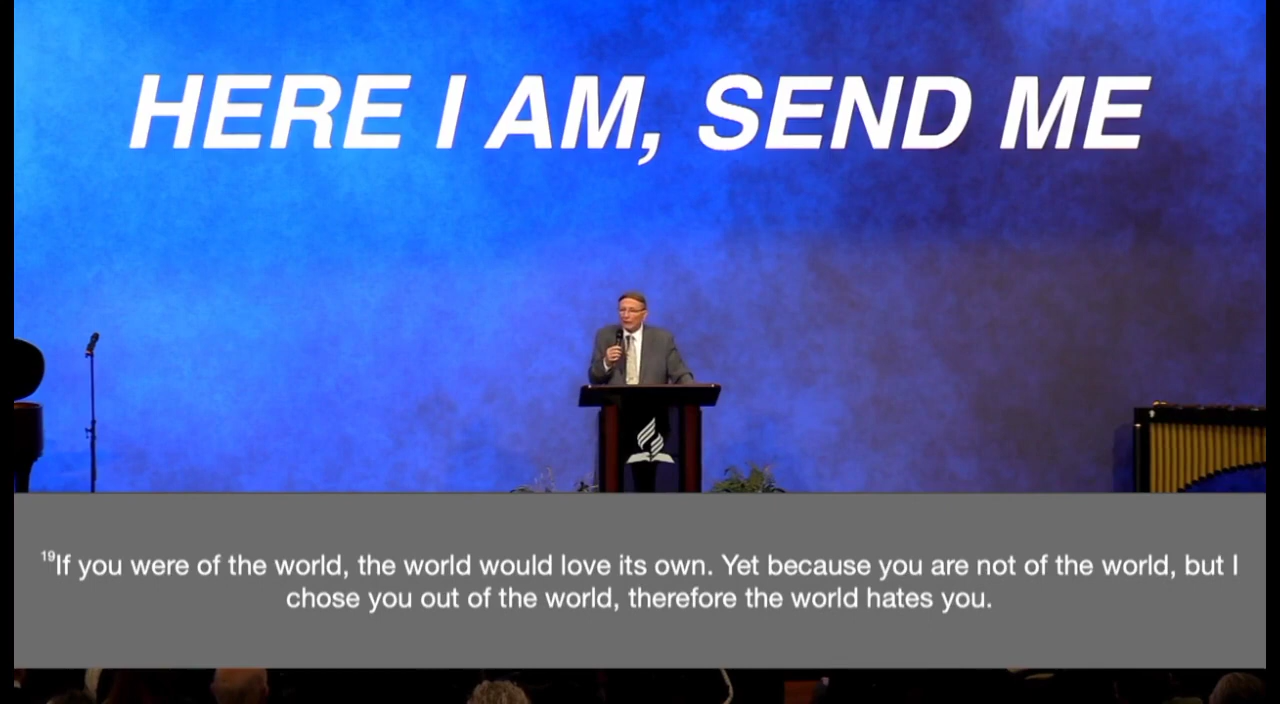 HERE I AM, SEND ME
¹⁹If you were of the world, the world would love its own. Yet because you are not of the world, but I
chose you out of the world, therefore the world hates you.